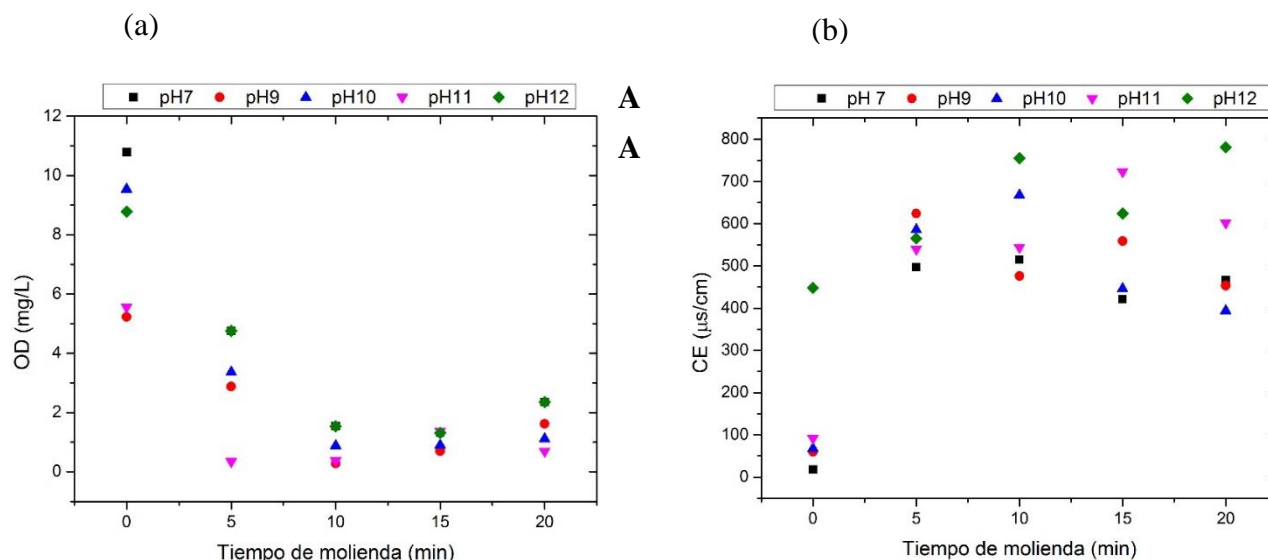 (a)
pH7 pH9 pH10 pH11 pH12
12
10
8
6
4
2
0
OD (mg/L)
0 5 10 15 20
Tiempo de molienda (min)
A
A
(b)
pH 7 pH9 pH10 pH11 pH12
800
700
600
500
400
300
200
100
0
CE (μs/cm)
0 5 10 15 20
Tiempo de molienda (min)